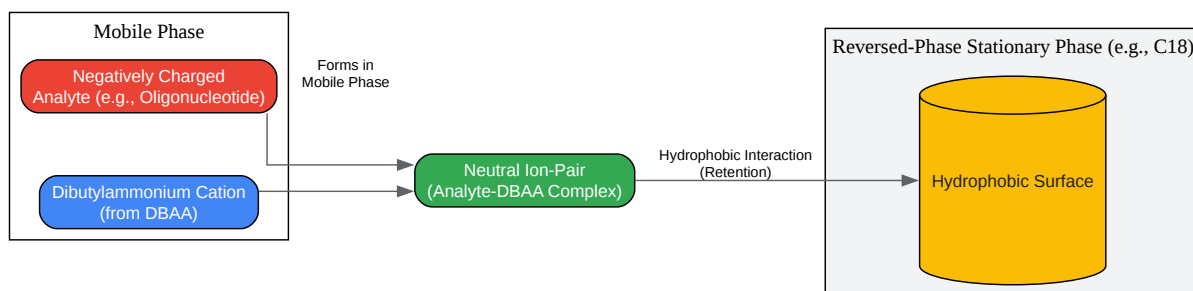 Mobile Phase
Negatively Charged
Analyte (e.g., Oligonucleotide)
Dibutylammonium Cation
(from DBAA)
Forms in
Mobile Phase
Neutral Ion-Pair
(Analyte-DBAA Complex)
Hydrophobic Interaction
(Retention)
Reversed-Phase Stationary Phase (e.g., C18)
Hydrophobic Surface